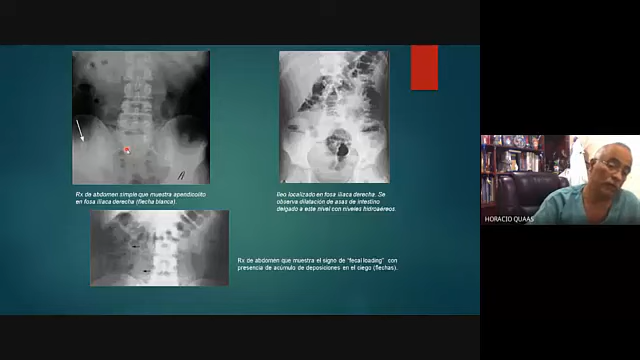 Rx de abdomen simple que muestra apendicolito
en fosa iliaca derecha (flecha blanca).
Ileo localizado en fosa iliaca derecha. Se
observa dilatación de asas de intestino
delgado a este nivel con niveles hidroaéreos.
Rx de abdomen que muestra el signo de "fecal loading" con
presencia de acúmulo de deposiciones en el ciego (flechas).
HORACIO QUAAS